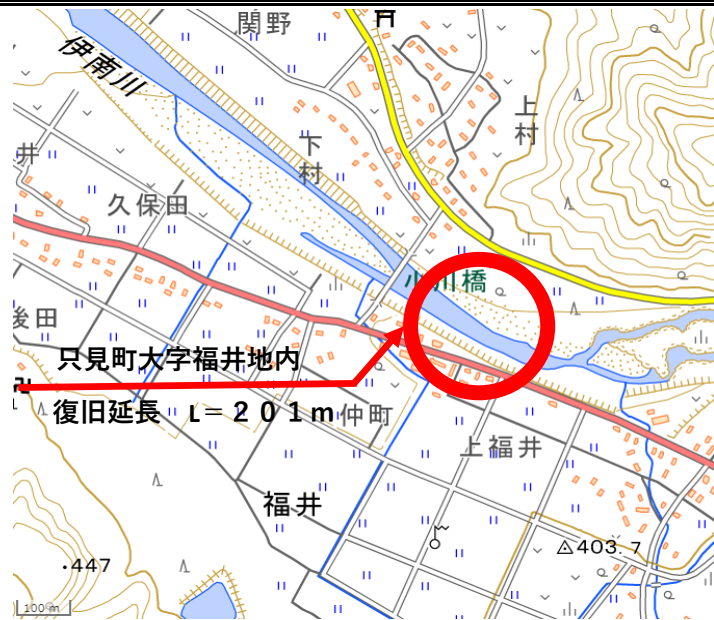 関野
伊南川
上村
下村
井
久保田
小川橋
後田
只見町大字福井地内
復旧延長 L=201m
仲町
上福井
福井
403.7
・447
100m